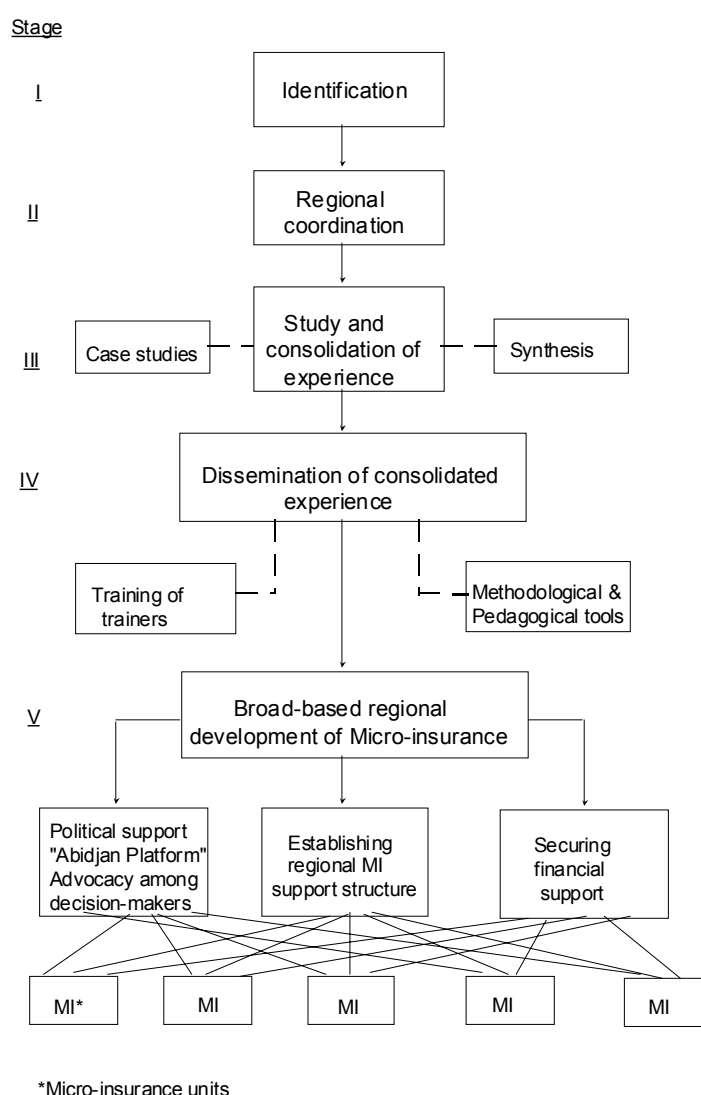 Stage
I
Identification
II
Regional
coordination
III
Case studies
Study and
consolidation of
experience
Synthesis
IV
Dissemination of consolidated
experience
Training of
trainers
Methodological &
Pedagogical tools
V
Broad-based regional
development of Micro-insurance
Political support
"Abidjan Platform"
Advocacy among
decision-makers
Establishing
regional MI
support structure
Securing
financial
support
MI*
MI
MI
MI
MI
*Micro-insurance units